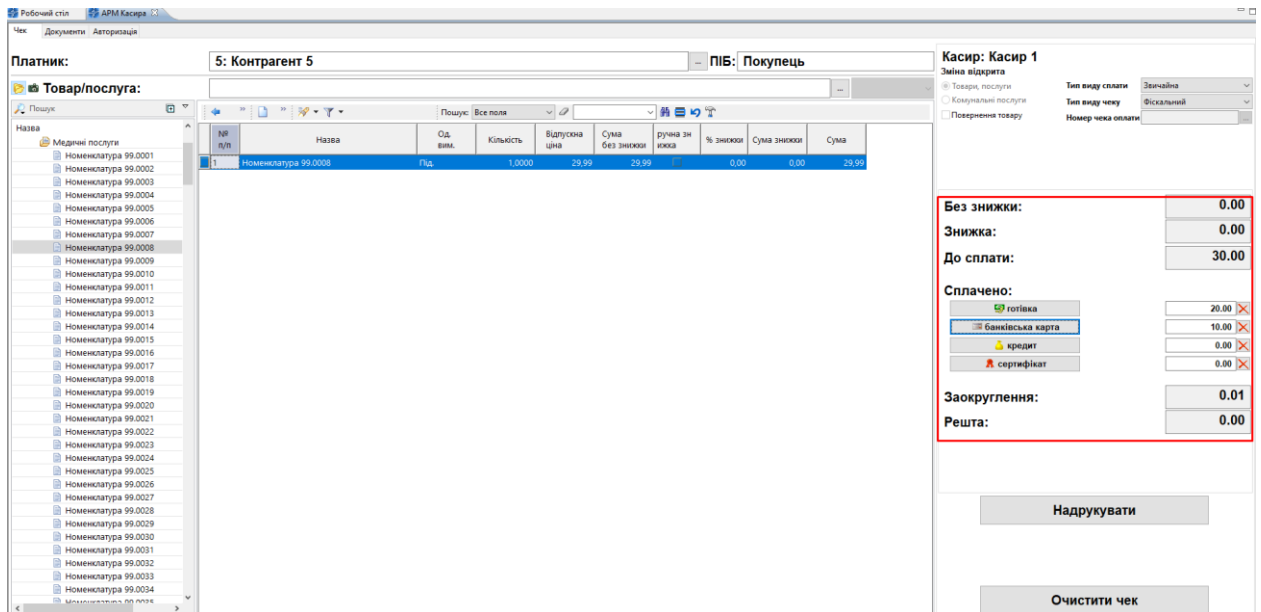 Робочий стіл АРМ Касира
Чек Документи Авторизація
Платник: 5: Контрагент 5 ... ПІБ: Покупець
Товар/послуга: ...
Пошук
Назва
Медичні послуги
Номенклатура 99.0001
Номенклатура 99.0002
Номенклатура 99.0003
Номенклатура 99.0004
Номенклатура 99.0005
Номенклатура 99.0006
Номенклатура 99.0007
Номенклатура 99.0008
Номенклатура 99.0009
Номенклатура 99.0010
Номенклатура 99.0011
Номенклатура 99.0012
Номенклатура 99.0013
Номенклатура 99.0014
Номенклатура 99.0015
Номенклатура 99.0016
Номенклатура 99.0017
Номенклатура 99.0018
Номенклатура 99.0019
Номенклатура 99.0020
Номенклатура 99.0021
Номенклатура 99.0022
Номенклатура 99.0023
Номенклатура 99.0024
Номенклатура 99.0025
Номенклатура 99.0026
Номенклатура 99.0027
Номенклатура 99.0028
Номенклатура 99.0029
Номенклатура 99.0030
Номенклатура 99.0031
Номенклатура 99.0032
Номенклатура 99.0033
Номенклатура 99.0034
Номенклатура 99.0035
Пошук: Все поля
№ п/п Назва Од. вим. Кількість Відпускна ціна Сума без знижки ручна зн ижка % знижки Сума знижки Сума
1 Номенклатура 99.0008 Під. 1,0000 29,99 29,99 0,00 0,00 29,99
Касир: Касир 1
Зміна відкрита
Товари, послуги Тип виду сплати Звичайна
Комунальні послуги Тип виду чеку Фіскальний
Повернення товару Номер чека оплати ...
Без знижки: 0.00
Знижка: 0.00
До сплати: 30.00
Сплачено:
готівка 20.00
банківська карта 10.00
кредит 0.00
сертифікат 0.00
Заокруглення: 0.01
Решта: 0.00
Надрукувати
Очистити чек